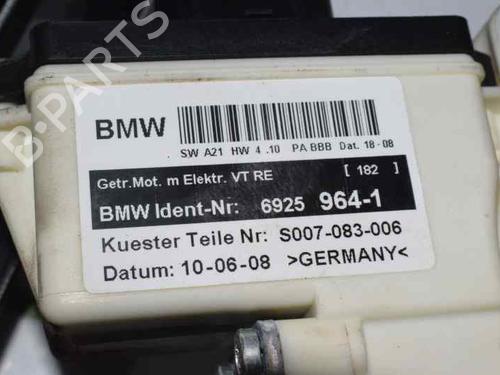 BMW
SW A21 HW 4.10 PA BBB Dat. 18-08
Getr.Mot. m Elektr. VT RE [ 182 ]
BMW Ident-Nr: 6925 964-1
Kuester Teile Nr: S007-083-006
Datum: 10-06-08 >GERMANY<
B-PARTS